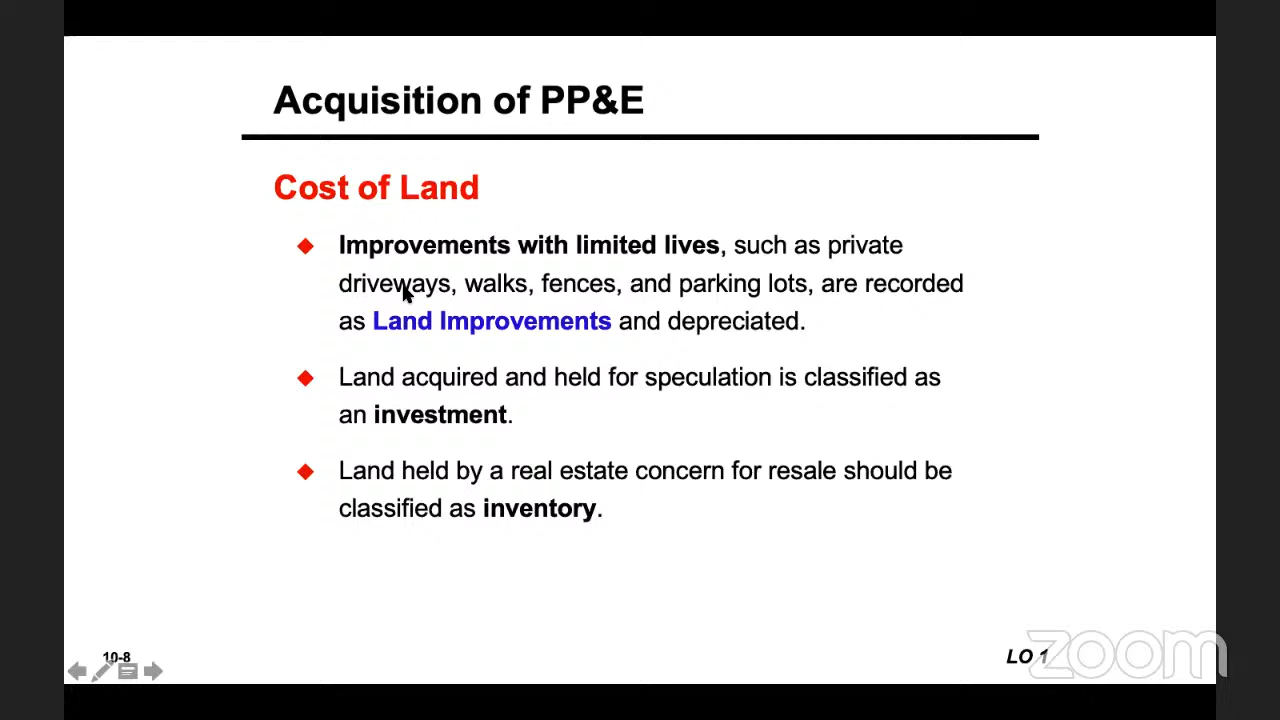 Acquisition of PP&E
Cost of Land
Improvements with limited lives, such as private
driveways, walks, fences, and parking lots, are recorded
as Land Improvements and depreciated.
Land acquired and held for speculation is classified as
an investment.
Land held by a real estate concern for resale should be
classified as inventory.
10-8
LO 1
zoom